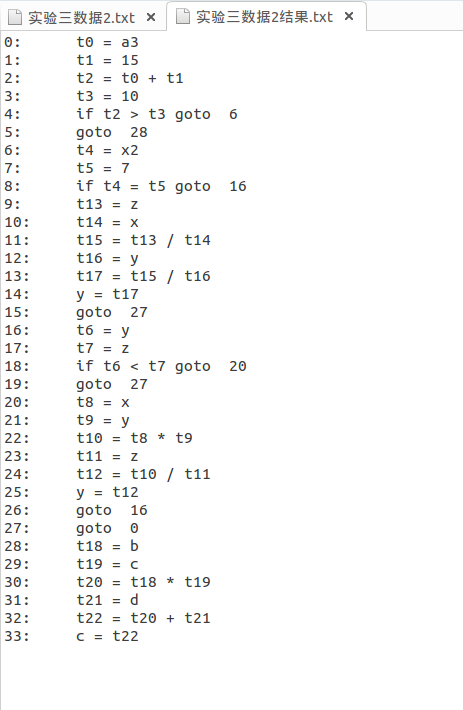 实验三数据2.txt × 实验三数据2结果.txt ×
0: t0 = a3
1: t1 = 15
2: t2 = t0 + t1
3: t3 = 10
4: if t2 > t3 goto 6
5: goto 28
6: t4 = x2
7: t5 = 7
8: if t4 = t5 goto 16
9: t13 = z
10: t14 = x
11: t15 = t13 / t14
12: t16 = y
13: t17 = t15 / t16
14: y = t17
15: goto 27
16: t6 = y
17: t7 = z
18: if t6 < t7 goto 20
19: goto 27
20: t8 = x
21: t9 = y
22: t10 = t8 * t9
23: t11 = z
24: t12 = t10 / t11
25: y = t12
26: goto 16
27: goto 0
28: t18 = b
29: t19 = c
30: t20 = t18 * t19
31: t21 = d
32: t22 = t20 + t21
33: c = t22